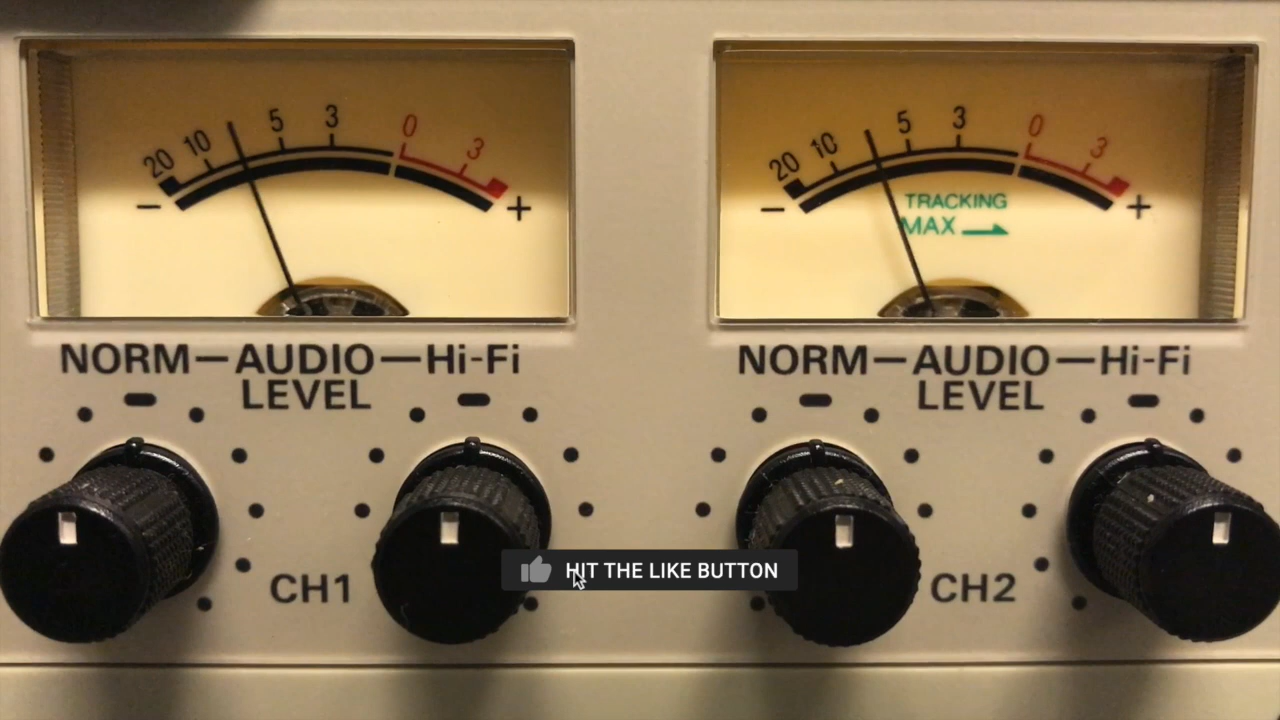 20 10 5 3 0 3
− +
20 10 5 3 0 3
− +
TRACKING
MAX
NORM—AUDIO—Hi-Fi
LEVEL
NORM—AUDIO—Hi-Fi
LEVEL
HIT THE LIKE BUTTON
CH1
CH2